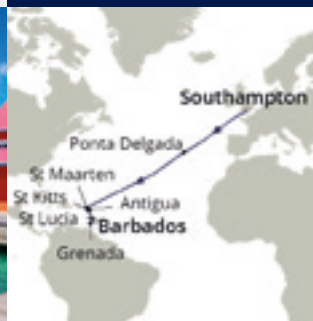 Southampton
Ponta Delgada
St Maarten
St Kitts
Antigua
St Lucia
Barbados
Grenada